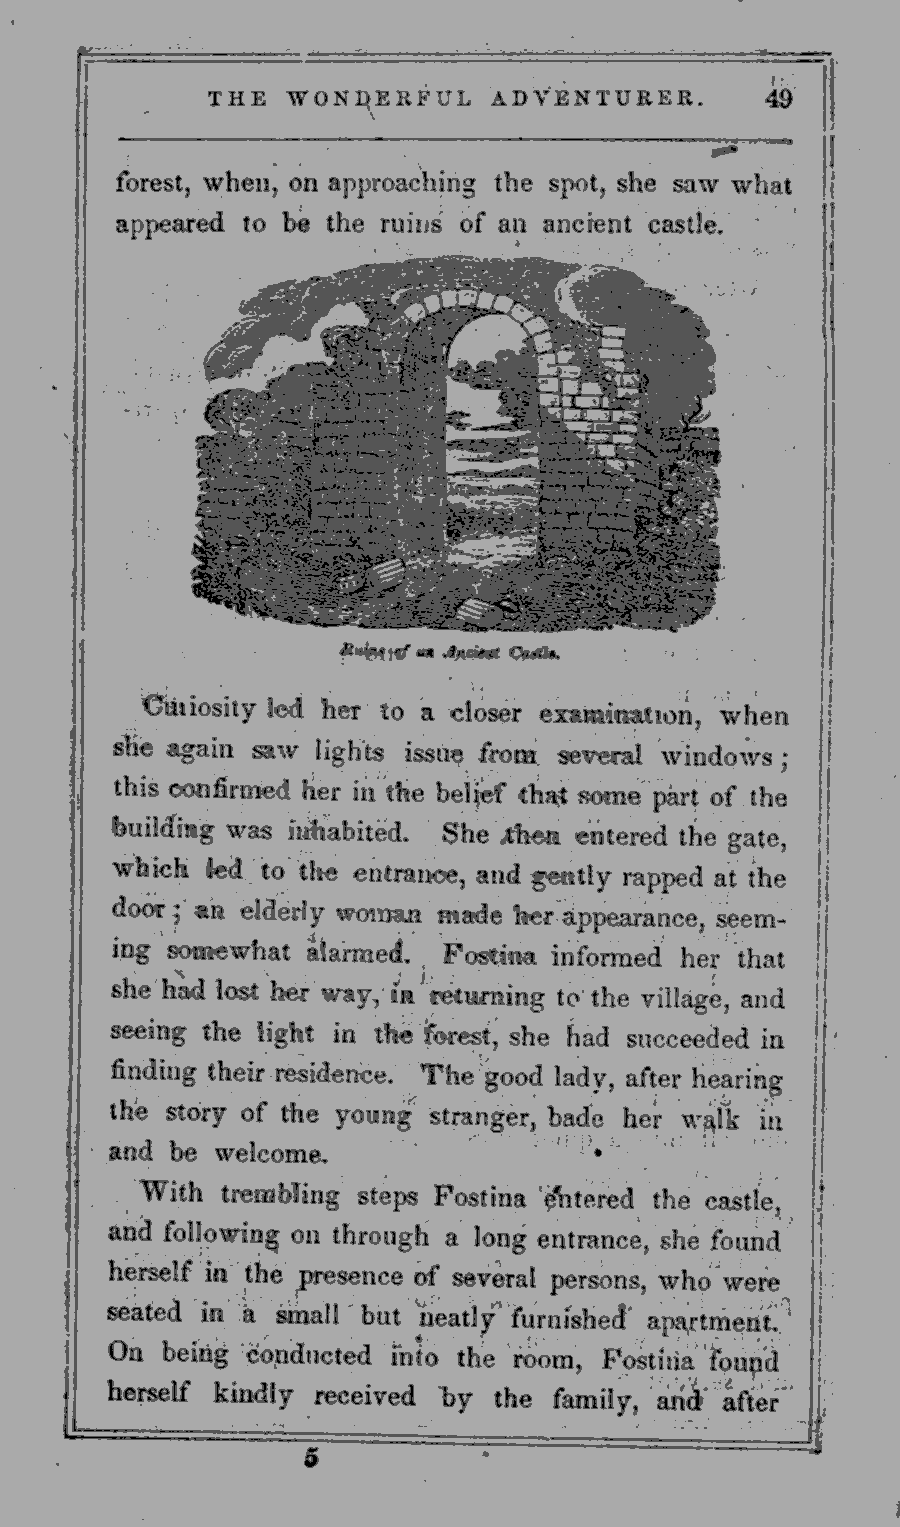 THE WONDERFUL ADVENTURER. 49
forest, when, on approaching the spot, she saw what
appeared to be the ruins of an ancient castle.
Ruins of an Ancient Castle.
Curiosity led her to a closer examination, when
she again saw lights issue from several windows;
this confirmed her in the belief that some part of the
building was inhabited. She then entered the gate,
which led to the entrance, and gently rapped at the
door; an elderly woman made her appearance, seem-
ing somewhat alarmed. Fostina informed her that
she had lost her way, in returning to the village, and
seeing the light in the forest, she had succeeded in
finding their residence. The good lady, after hearing
the story of the young stranger, bade her walk in
and be welcome.
With trembling steps Fostina entered the castle,
and following on through a long entrance, she found
herself in the presence of several persons, who were
seated in a small but neatly furnished apartment.
On being conducted into the room, Fostina found
herself kindly received by the family, and after
5